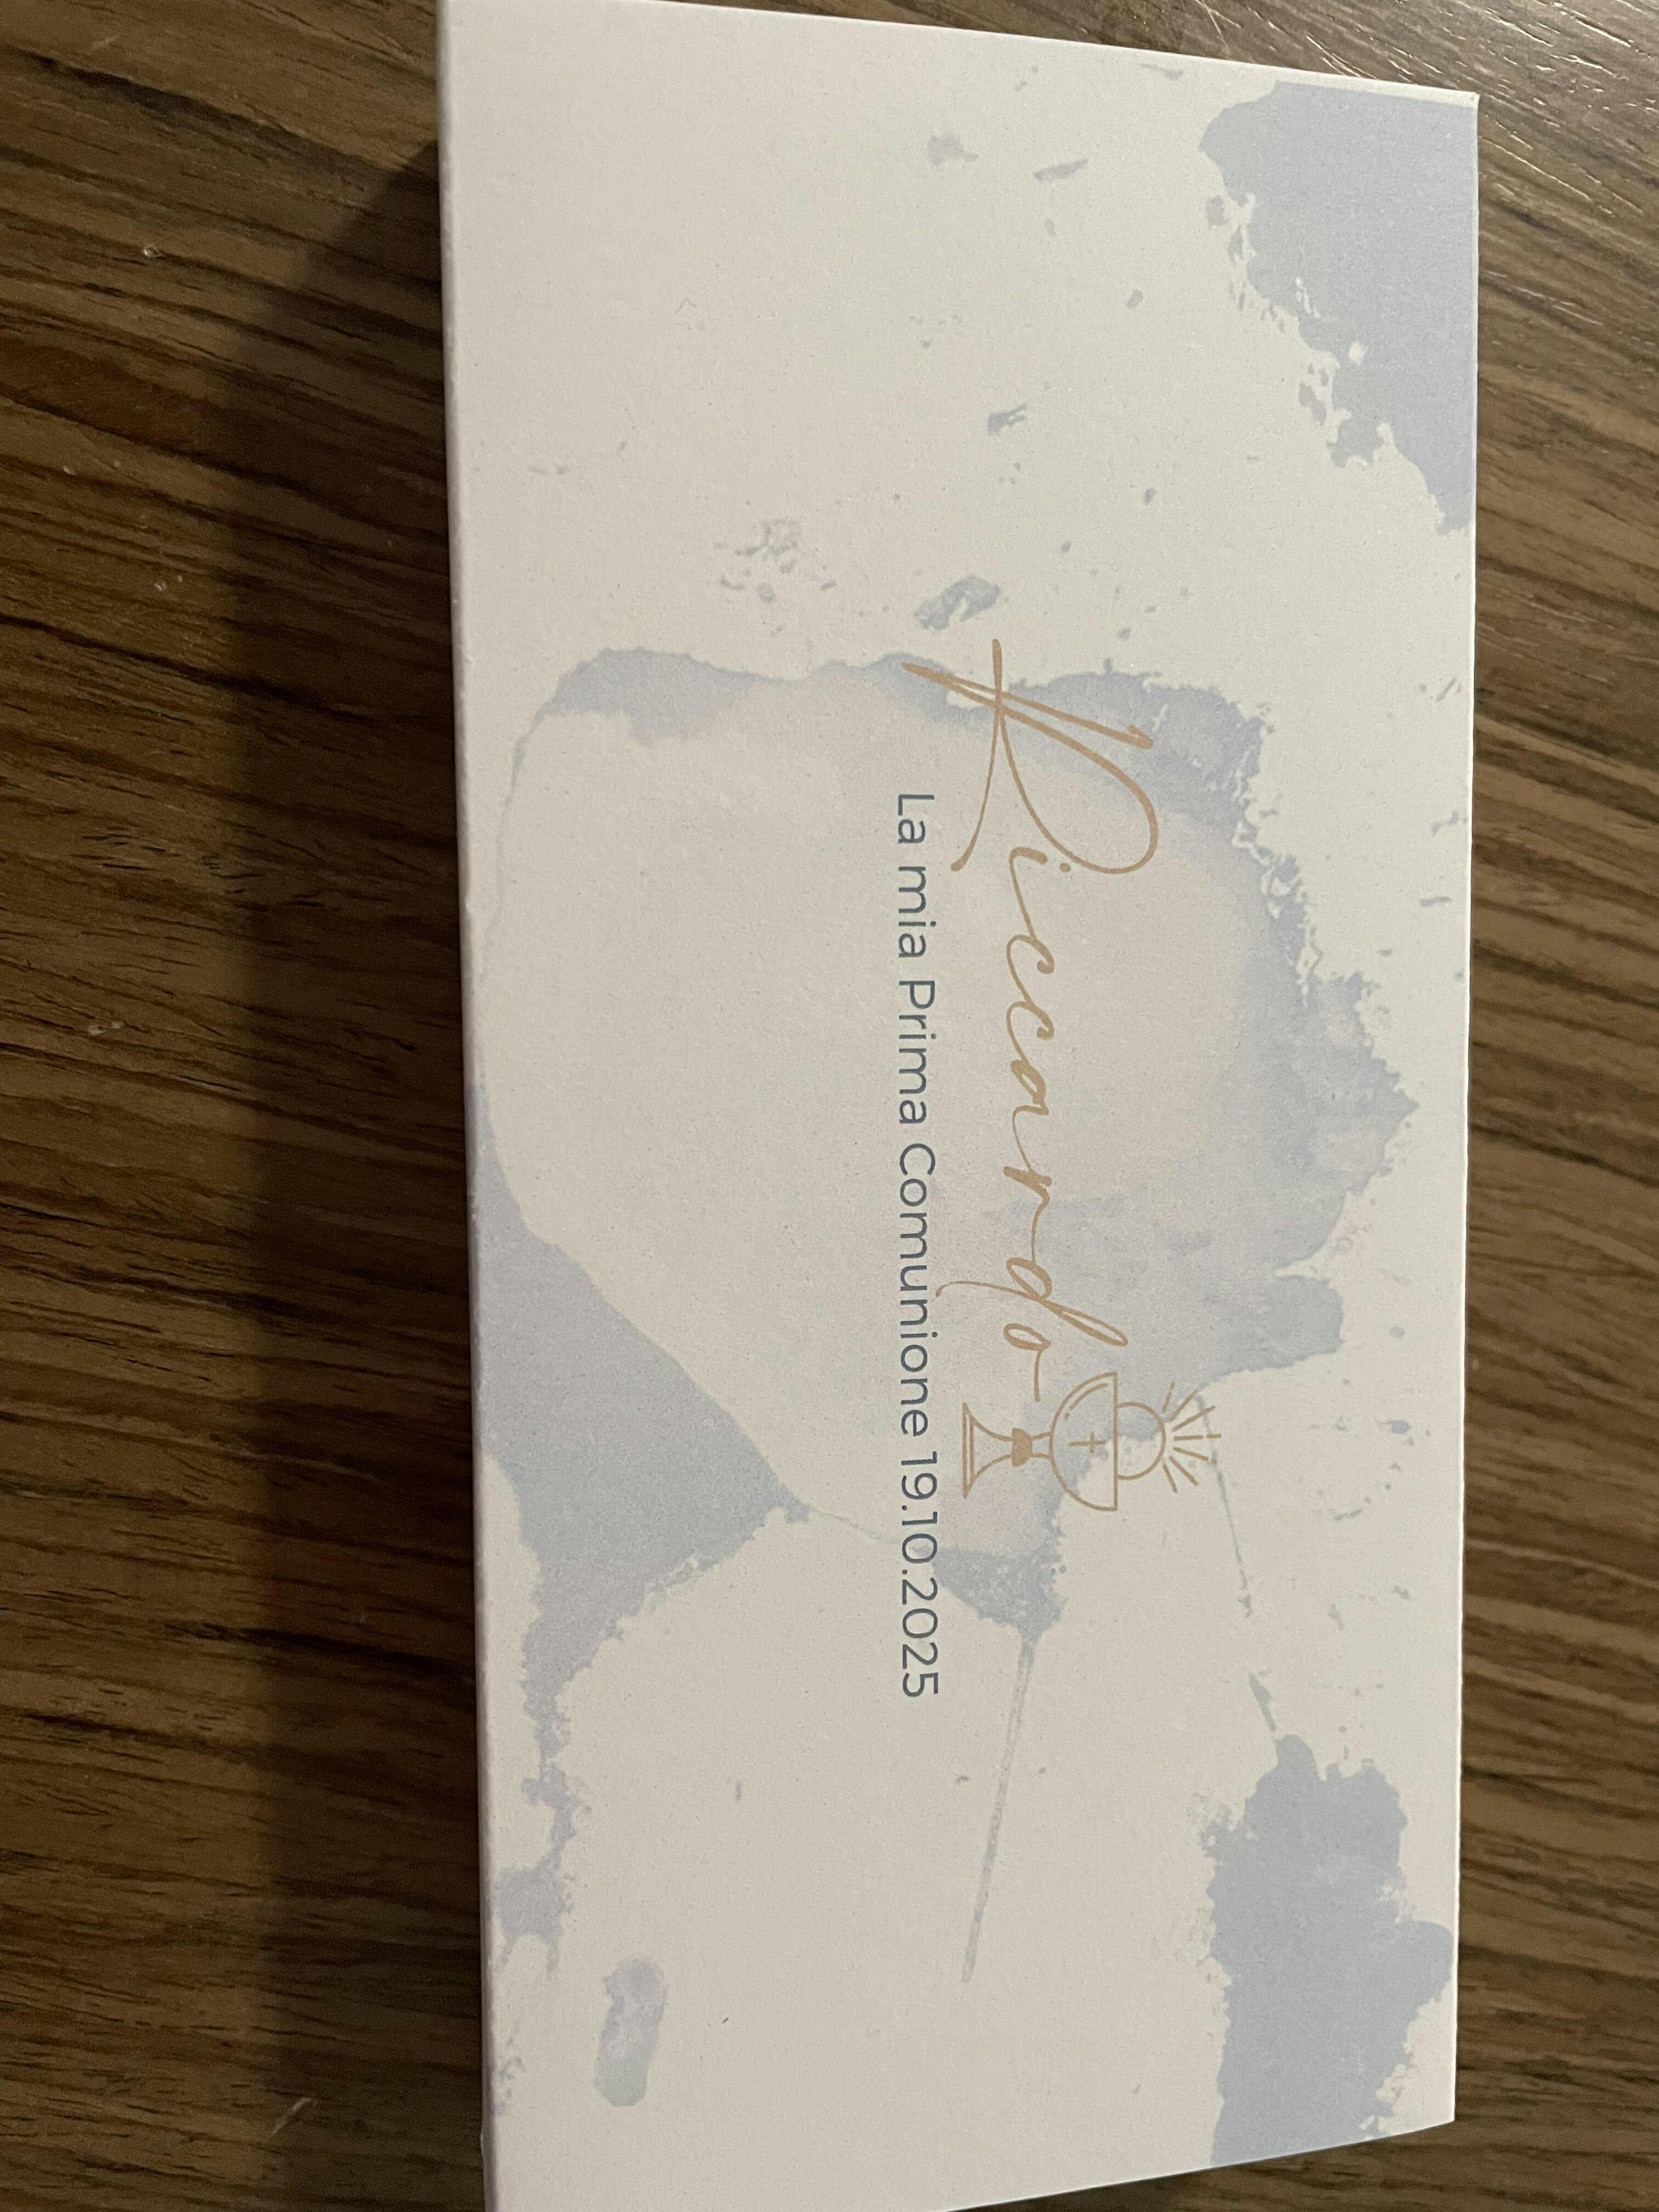 Riccardo
La mia Prima Comunione 19.10.2025